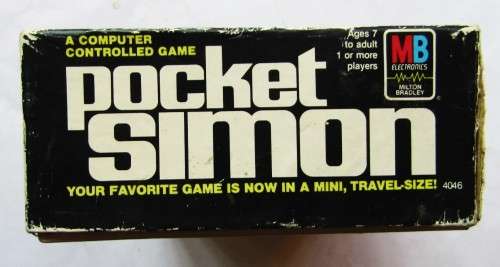 A COMPUTER
CONTROLLED GAME
pocket
simon
Ages 7
to adult
1 or more
players
MB
ELECTRONICS
MILTON
BRADLEY
YOUR FAVORITE GAME IS NOW IN A MINI, TRAVEL-SIZE!
4046